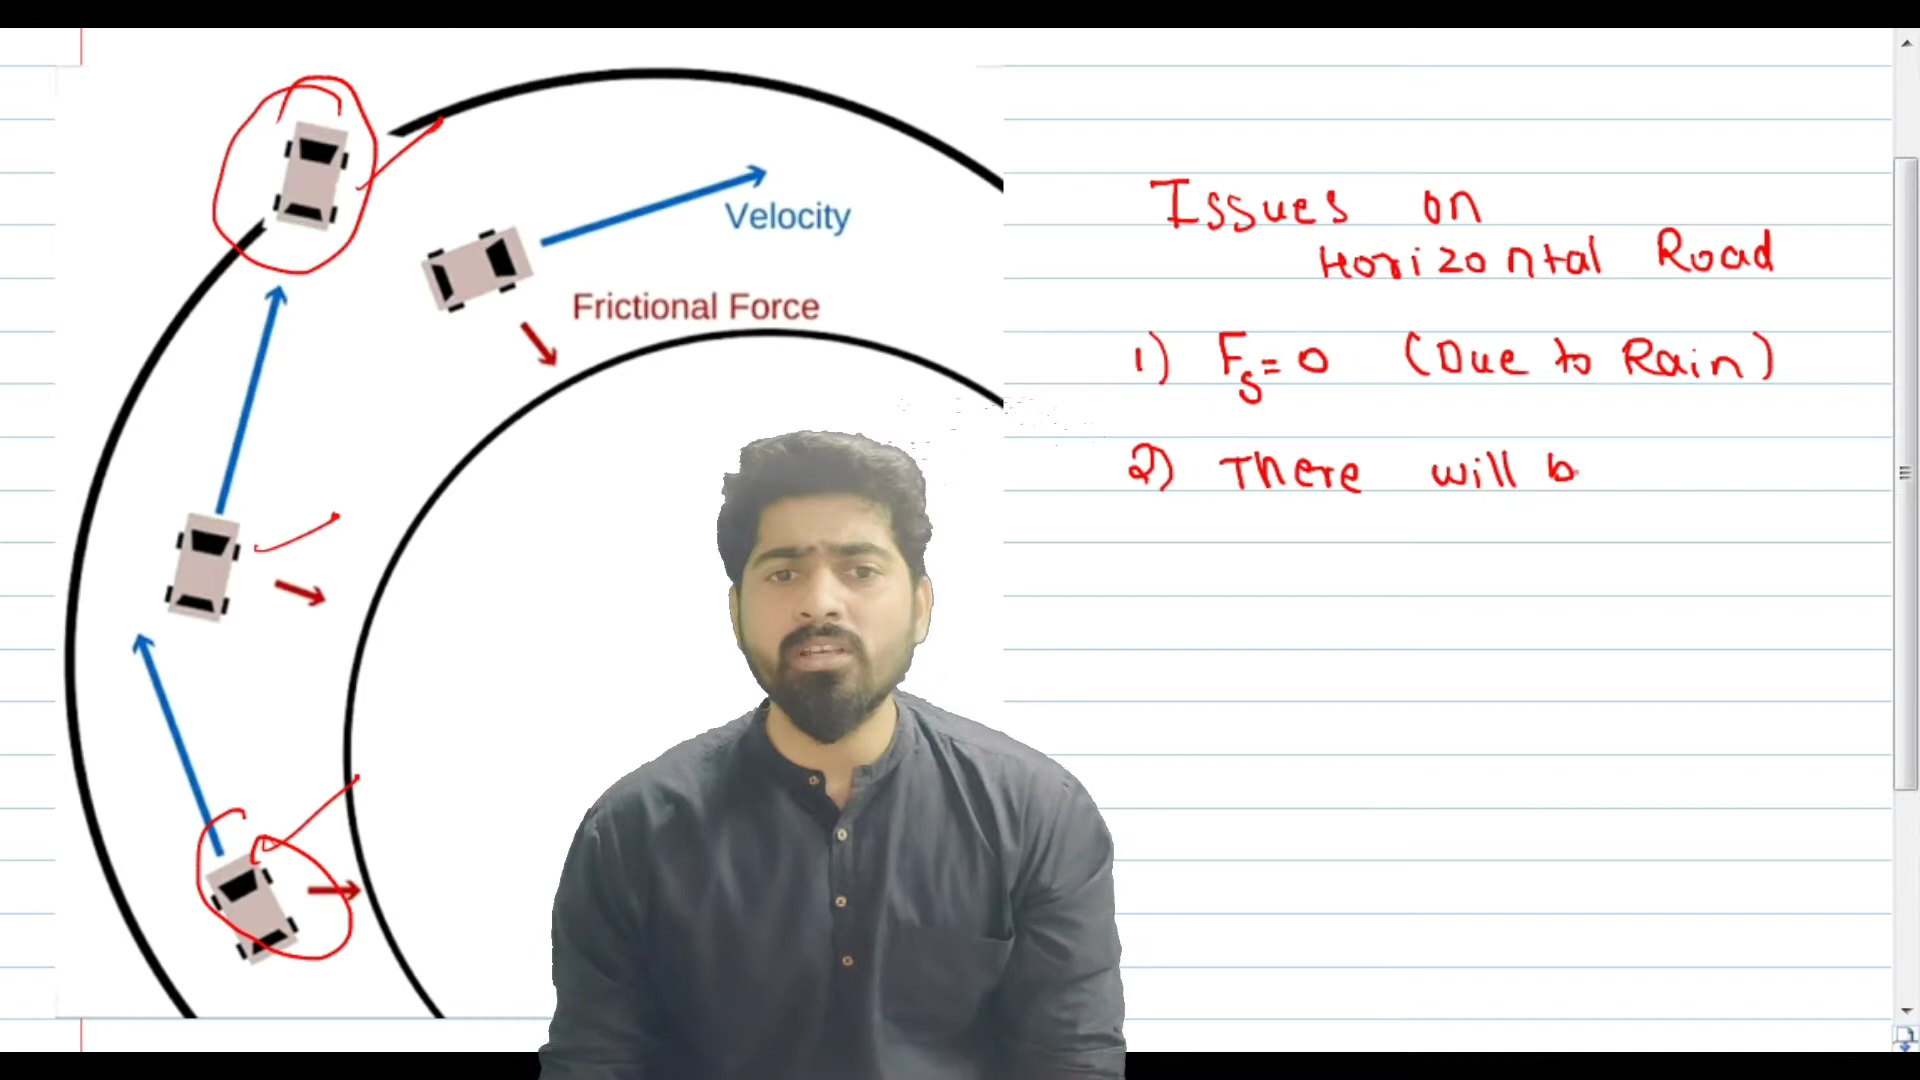 Velocity
Frictional Force
Issues on
Horizontal Road
1) Fs = 0 (Due to Rain)
2) There will b